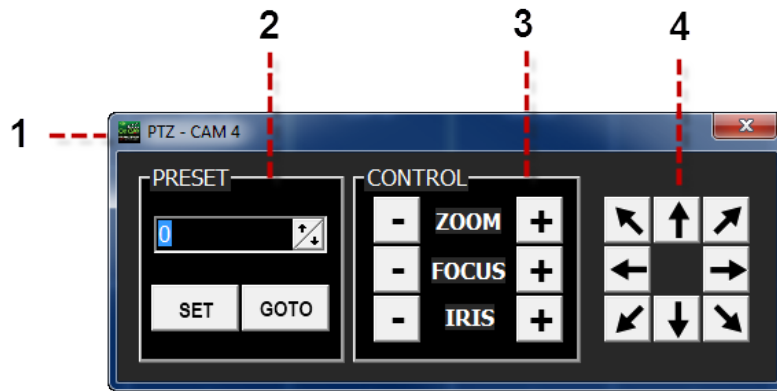 2 3 4
1
PTZ - CAM 4
x
PRESET CONTROL
0
- ZOOM +
- FOCUS +
SET GOTO
- IRIS +